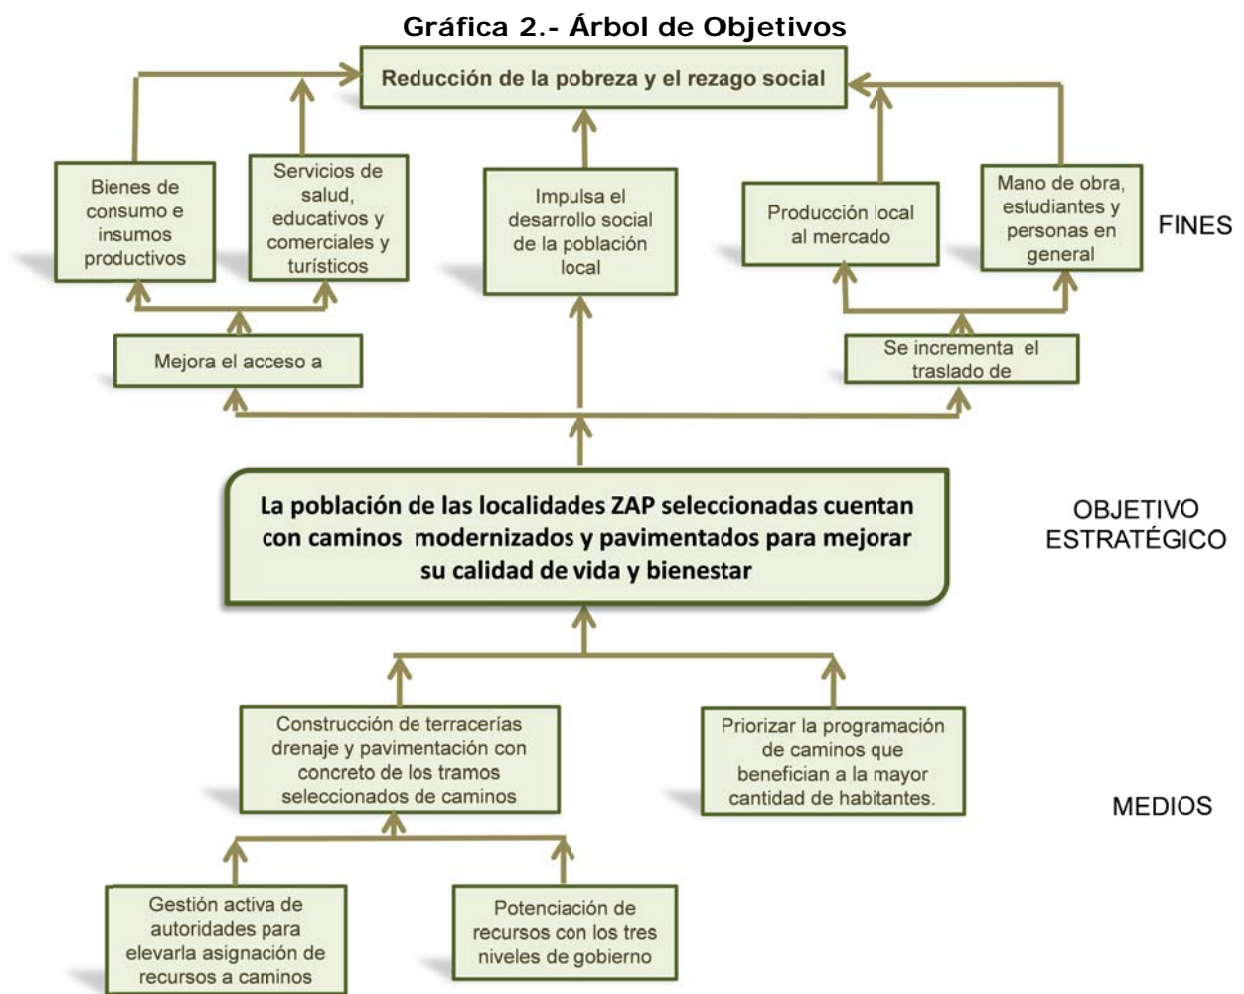 Gráfica 2.- Árbol de Objetivos
Reducción de la pobreza y el rezago social
Bienes de
consumo e
insumos
productivos
Servicios de
salud,
educativos y
comerciales y
turísticos
Impulsa el
desarrollo social
de la población
local
Producción local
al mercado
Mano de obra,
estudiantes y
personas en
general
FINES
Mejora el acceso a
Se incrementa el
traslado de
La población de las localidades ZAP seleccionadas cuentan
con caminos modernizados y pavimentados para mejorar
su calidad de vida y bienestar
OBJETIVO
ESTRATÉGICO
Construcción de terracerías
drenaje y pavimentación con
concreto de los tramos
seleccionados de caminos
Priorizar la programación
de caminos que
benefician a la mayor
cantidad de habitantes.
MEDIOS
Gestión activa de
autoridades para
elevarla asignación de
recursos a caminos
Potenciación de
recursos con los tres
niveles de gobierno